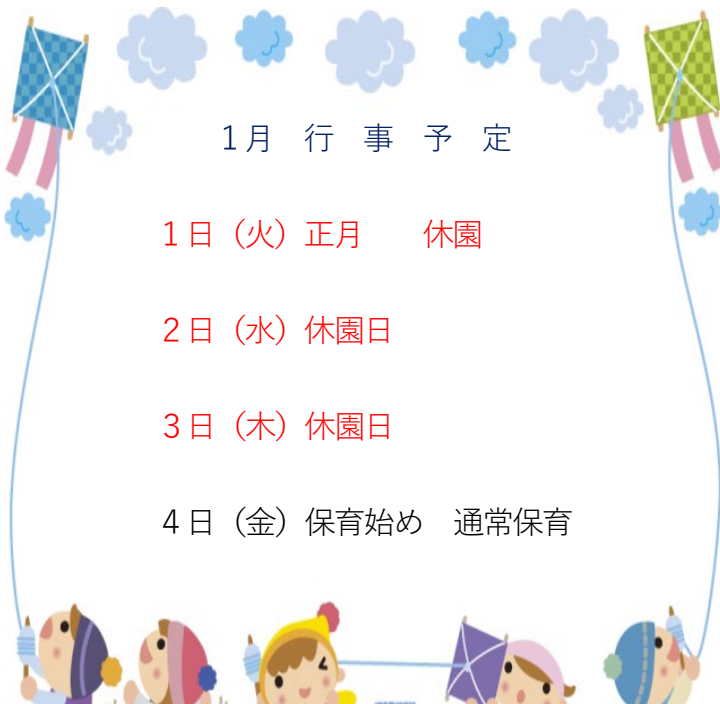 1月　行　事　予　定
1日（火）正月　　休園
2日（水）休園日
3日（木）休園日
4日（金）保育始め　通常保育